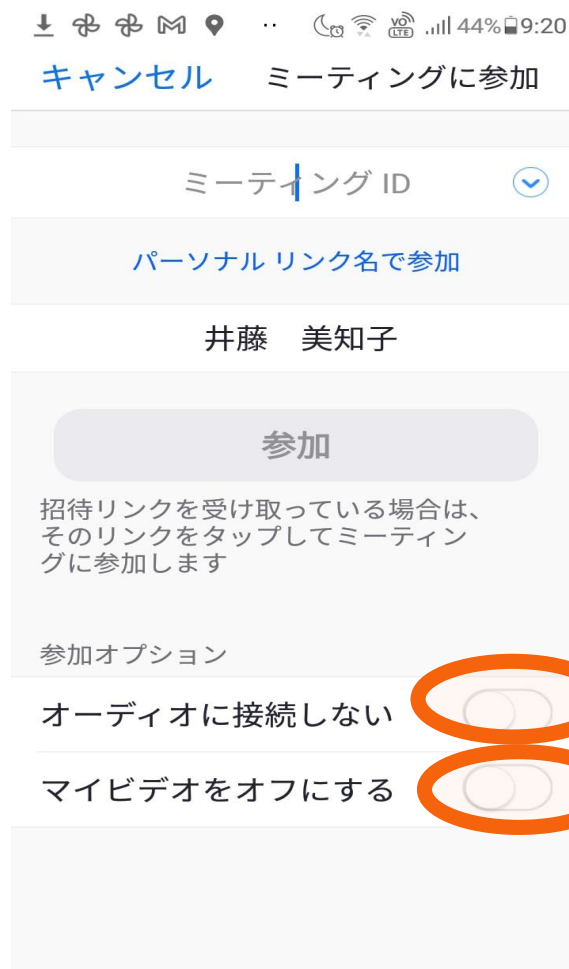 VO LTE 44% 9:20
キャンセル ミーティングに参加
ミーティング ID
パーソナル リンク名で参加
井藤　美知子
参加
招待リンクを受け取っている場合は、
そのリンクをタップしてミーティン
グに参加します
参加オプション
オーディオに接続しない
マイビデオをオフにする